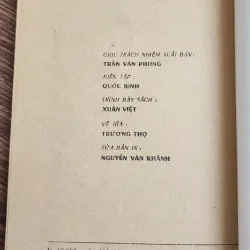 CHỊU TRÁCH NHIỆM XUẤT BẢN:
TRẦN VĂN PHONG
BIÊN TẬP:
QUỐC BÌNH
TRÌNH BÀY SÁCH:
XUÂN VIỆT
VẼ BÌA:
TRƯƠNG THỌ
SỬA BẢN IN:
NGUYỄN VĂN KHÁNH